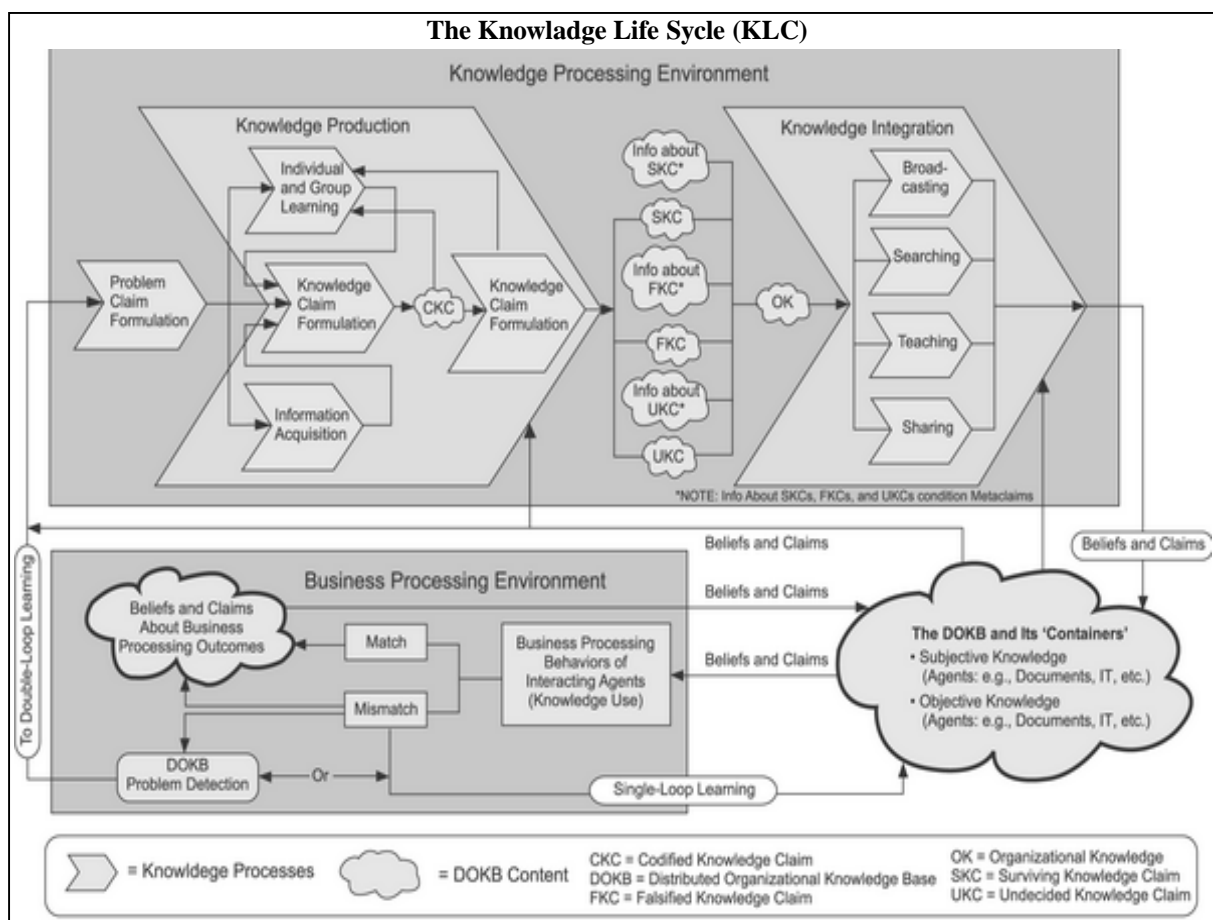 The Knowladge Life Sycle (KLC)
Knowledge Processing Environment
Knowledge Production
Individual
and Group
Learning
Problem
Claim
Formulation
Knowledge
Claim
Formulation
CKC
Knowledge
Claim
Formulation
Information
Acquisition
Info about
SKC*
SKC
Info about
FKC*
FKC
Info about
UKC*
UKC
OK
Knowledge Integration
Broad-
casting
Searching
Teaching
Sharing
*NOTE: Info About SKCs, FKCs, and UKCs condition Metaclaims
Beliefs and Claims
Beliefs and Claims
To Double-Loop Learning
Business Processing Environment
Beliefs and Claims
About Business
Processing Outcomes
Match
Mismatch
Business Processing
Behaviors of
Interacting Agents
(Knowledge Use)
Beliefs and Claims
Beliefs and Claims
DOKB
Problem Detection
Or
Single-Loop Learning
The DOKB and Its ‘Containers’
• Subjective Knowledge
(Agents: e.g., Documents, IT, etc.)
• Objective Knowledge
(Agents: e.g., Documents, IT, etc.)
= Knowldege Processes
= DOKB Content
CKC = Codified Knowledge Claim
DOKB = Distributed Organizational Knowledge Base
FKC = Falsified Knowledge Claim
OK = Organizational Knowledge
SKC = Surviving Knowledge Claim
UKC = Undecided Knowledge Claim